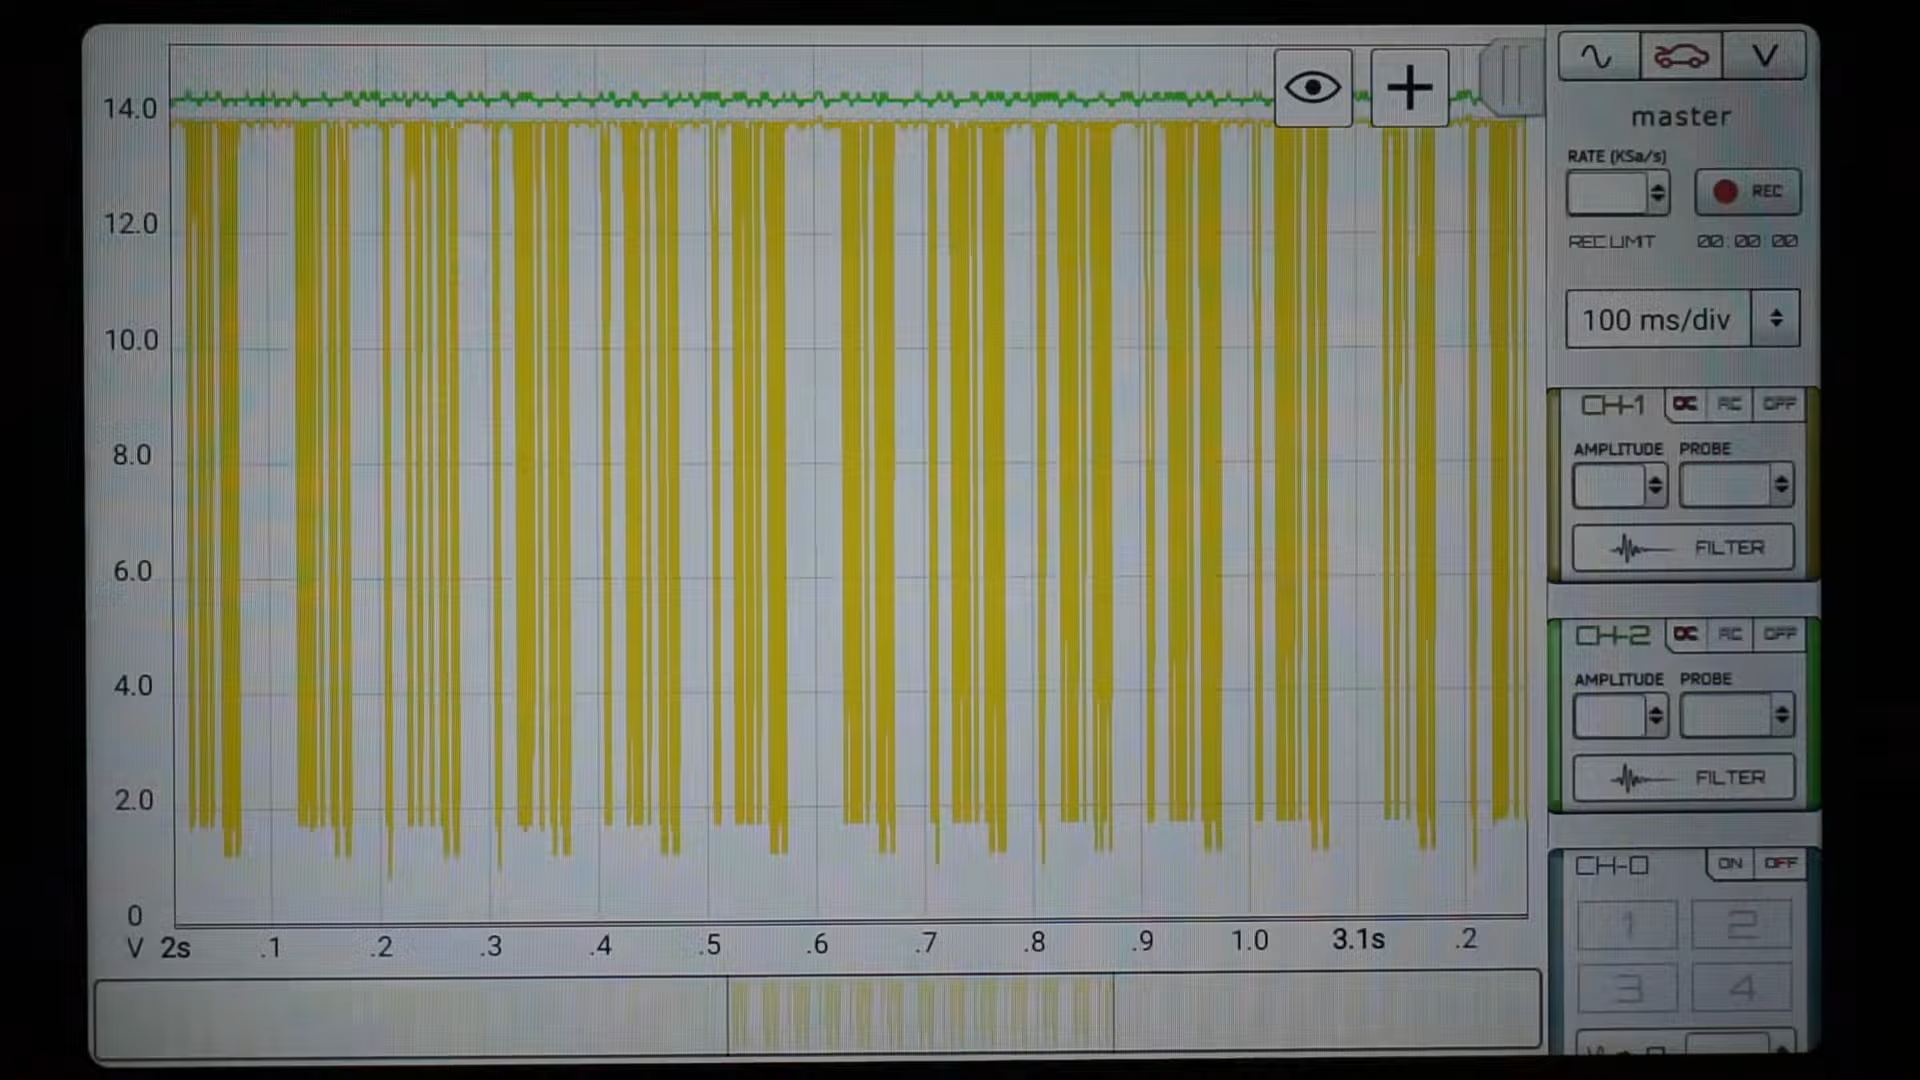 14.0
12.0
10.0
8.0
6.0
4.0
2.0
0
V 2s .1 .2 .3 .4 .5 .6 .7 .8 .9 1.0 3.1s .2
V
master
RATE (KSa/s)
REC
REC LIMIT 00:00:00
100 ms/div
CH-1 DC AC OFF
AMPLITUDE PROBE
FILTER
CH-2 DC AC OFF
AMPLITUDE PROBE
FILTER
CH-D ON OFF
1 2
3 4